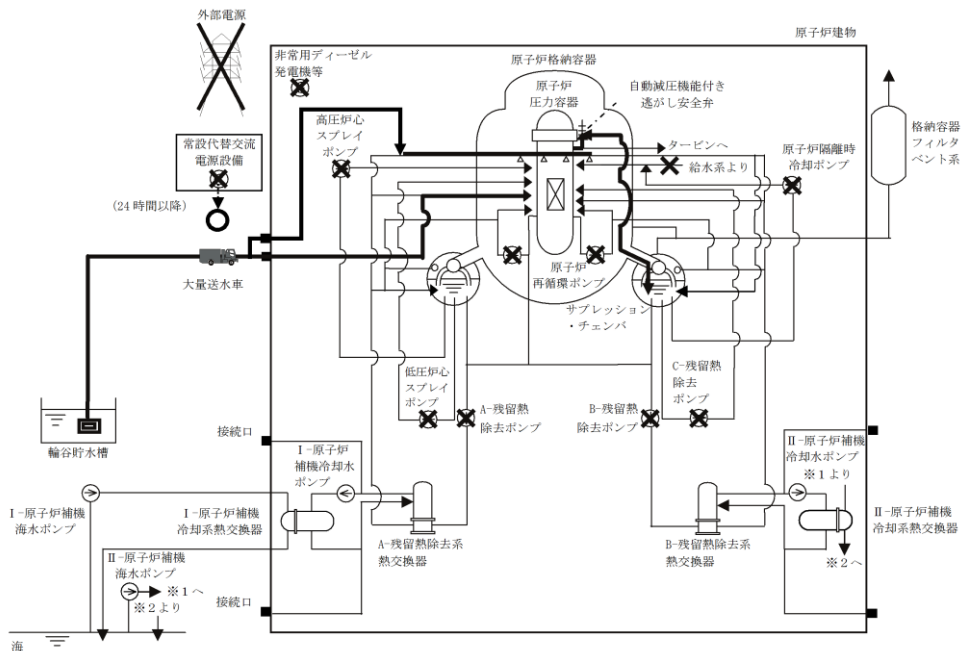 外部電源
原子炉建物
非常用ディーゼル
発電機等
原子炉格納容器
原子炉
圧力容器
自動減圧機能付き
逃がし安全弁
高圧炉心
スプレイ
ポンプ
常設代替交流
電源設備
タービンへ
給水系より
原子炉隔離時
冷却ポンプ
格納容器
フィルタ
ベント系
(24時間以降)
大量送水車
原子炉
再循環ポンプ
サプレッション
・チェンバ
低圧炉心
スプレイ
ポンプ
A-残留熱
除去ポンプ
B-残留熱
除去ポンプ
C-残留熱
除去
ポンプ
輪谷貯水槽
接続口
Ⅰ-原子炉
補機冷却水
ポンプ
Ⅱ-原子炉補機
冷却水ポンプ
※1より
Ⅰ-原子炉補機
海水ポンプ
Ⅰ-原子炉補機
冷却系熱交換器
A-残留熱除去系
熱交換器
B-残留熱除去系
熱交換器
Ⅱ-原子炉補機
冷却系熱交換器
※2へ
Ⅱ-原子炉補機
海水ポンプ
※1へ
※2より
接続口
海